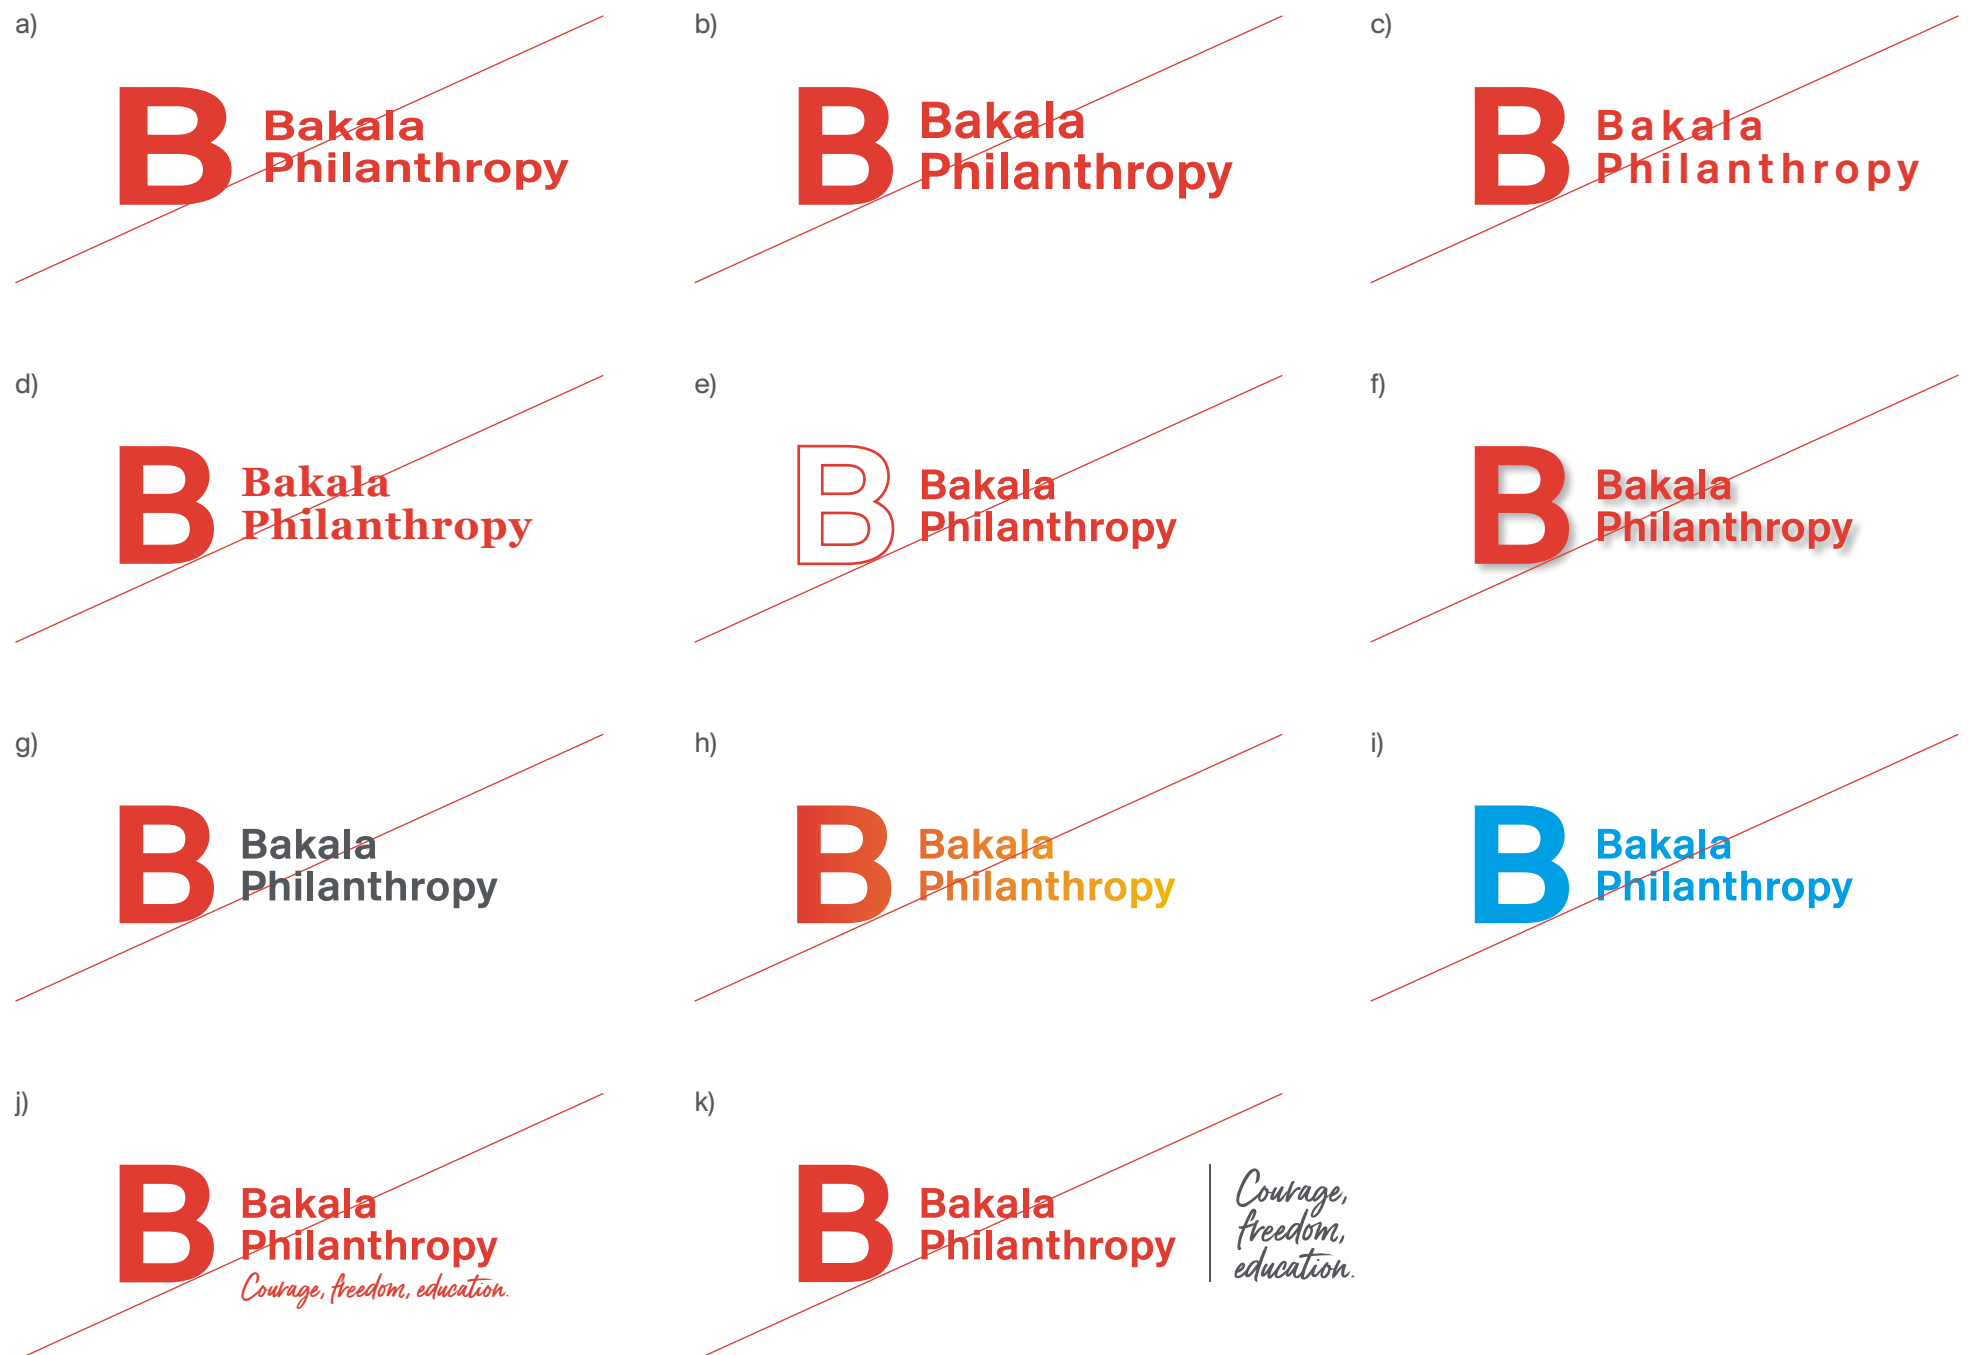 a)
Bakala
Philanthropy
B
b)
Bakala
Philanthropy
B
c)
Bakala
Philanthropy
B
d)
Bakala
Philanthropy
B
e)
Bakala
Philanthropy
B
f)
Bakala
Philanthropy
B
g)
Bakala
Philanthropy
B
h)
Bakala
Philanthropy
B
i)
Bakala
Philanthropy
B
j)
Bakala
Philanthropy
B
Courage, freedom, education.
k)
Bakala
Philanthropy
B
Courage,
freedom,
education.